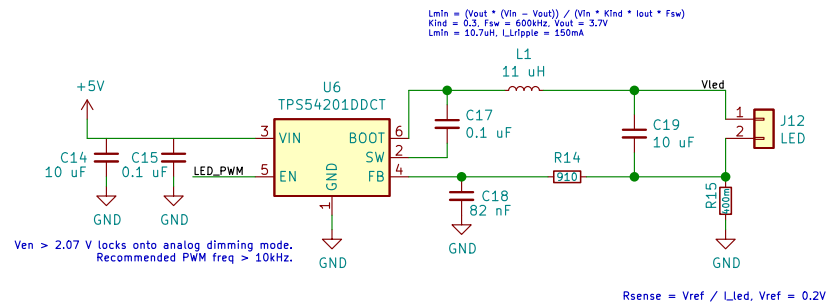 Lmin = (Vout * (Vin - Vout)) / (Vin * Kind * Iout * Fsw)
Kind = 0.3, Fsw = 600kHz, Vout = 3.7V
Lmin = 10.7uH, I_Lripple = 150mA
L1
11 uH
+5V
U6
TPS54201DDCT
Vled
3
VIN
BOOT
6
C17
0.1 uF
C19
10 uF
1
2
J12
LED
SW
2
C14
10 uF
C15
0.1 uF
LED_PWM
5
EN
GND
FB
4
R14
910
1
C18
82 nF
R15
400m
GND
GND
GND
GND
GND
Ven > 2.07 V locks onto analog dimming mode.
Recommended PWM freq > 10kHz.
Rsense = Vref / I_led, Vref = 0.2V